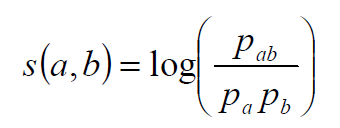 s(a,b) = log(p_ab / (p_a p_b))